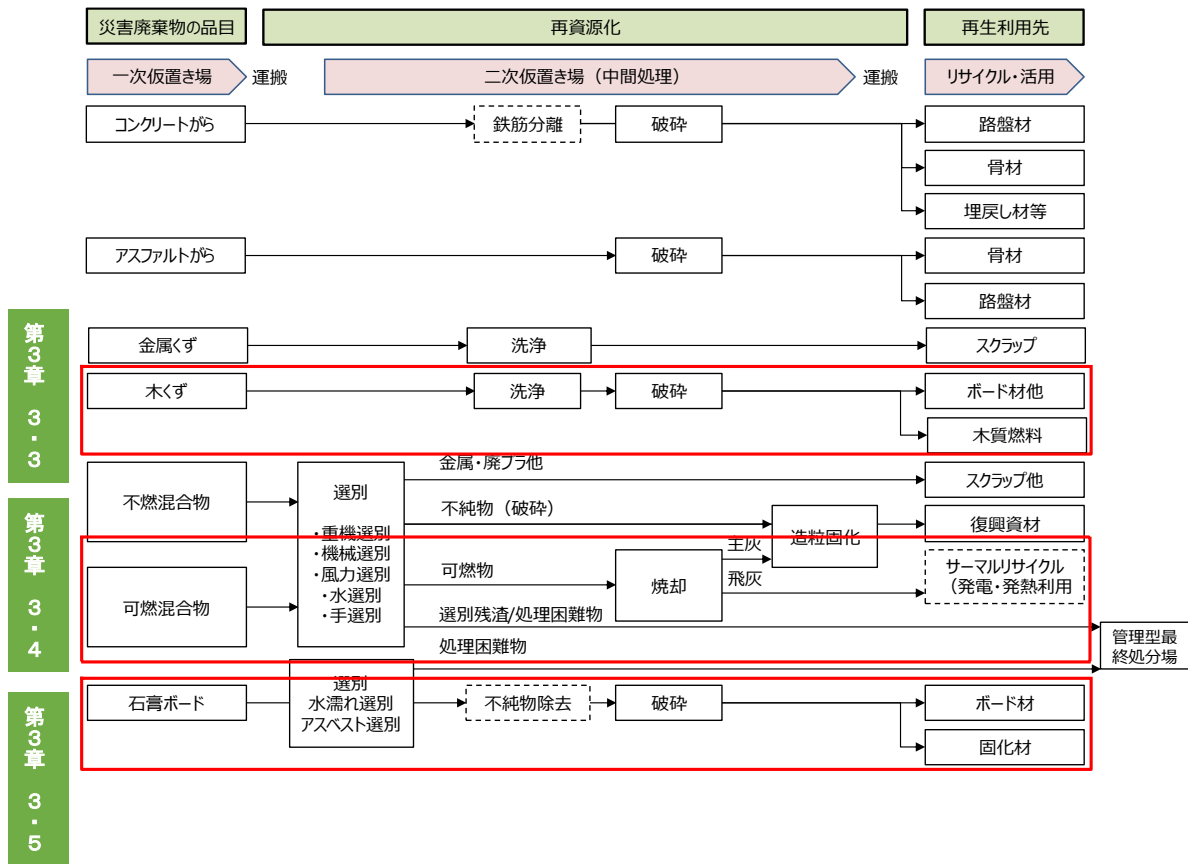 災害廃棄物の品目
再資源化
再生利用先
一次仮置き場
運搬
二次仮置き場（中間処理）
運搬
リサイクル・活用
コンクリートがら
鉄筋分離
破砕
路盤材
骨材
埋戻し材等
アスファルトがら
破砕
骨材
路盤材
第3章 3・3
金属くず
洗浄
スクラップ
木くず
洗浄
破砕
ボード材他
木質燃料
第3章 3・4
不燃混合物
可燃混合物
選別
・重機選別
・機械選別
・風力選別
・水選別
・手選別
金属・廃プラ他
スクラップ他
不純物（破砕）
造粒固化
復興資材
主灰
可燃物
焼却
飛灰
サーマルリサイクル
（発電・発熱利用
選別残渣/処理困難物
処理困難物
管理型最
終処分場
第3章 3・5
石膏ボード
選別
水濡れ選別
アスベスト選別
不純物除去
破砕
ボード材
固化材